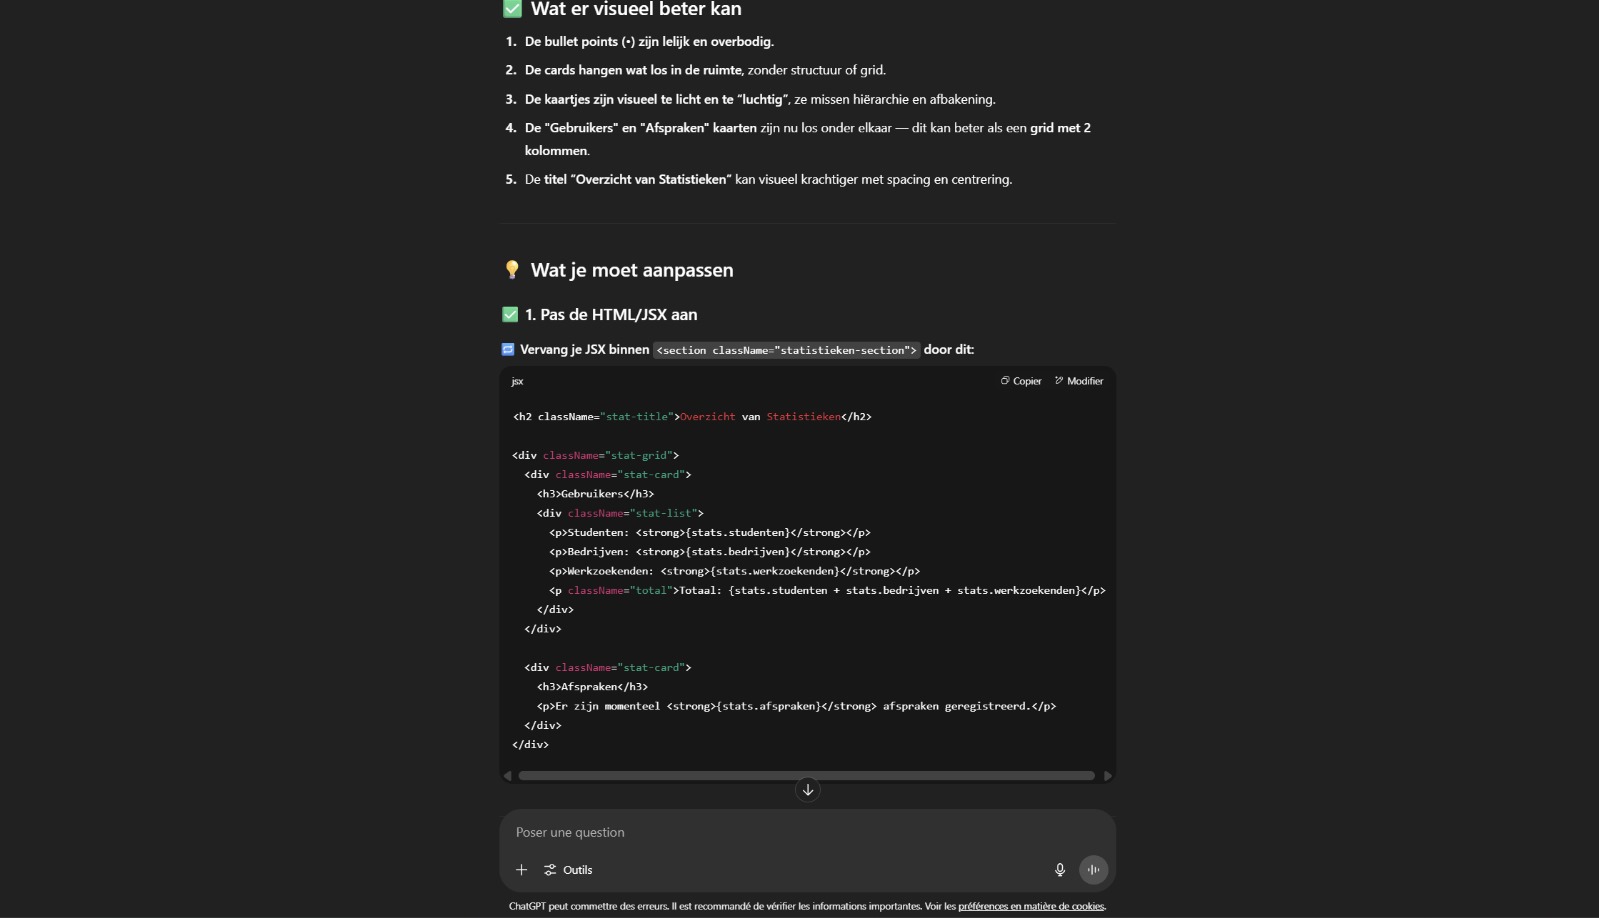 Wat er visueel beter kan
1. De bullet points (•) zijn lelijk en overbodig.
2. De cards hangen wat los in de ruimte, zonder structuur of grid.
3. De kaartjes zijn visueel te licht en te “luchtig”, ze missen hiërarchie en afbakening.
4. De "Gebruikers" en "Afspraken" kaarten zijn nu los onder elkaar — dit kan beter als een grid met 2
kolommen.
5. De titel “Overzicht van Statistieken” kan visueel krachtiger met spacing en centrering.
Wat je moet aanpassen
1. Pas de HTML/JSX aan
Vervang je JSX binnen <section className="statistieken-section"> door dit:
jsx Copier Modifier
<h2 className="stat-title">Overzicht van Statistieken</h2>
<div className="stat-grid">
<div className="stat-card">
<h3>Gebruikers</h3>
<div className="stat-list">
<p>Studenten: <strong>{stats.studenten}</strong></p>
<p>Bedrijven: <strong>{stats.bedrijven}</strong></p>
<p>Werkzoekenden: <strong>{stats.werkzoekenden}</strong></p>
<p className="total">Totaal: {stats.studenten + stats.bedrijven + stats.werkzoekenden}</p>
</div>
</div>
<div className="stat-card">
<h3>Afspraken</h3>
<p>Er zijn momenteel <strong>{stats.afspraken}</strong> afspraken geregistreerd.</p>
</div>
</div>
Poser une question
Outils
ChatGPT peut commettre des erreurs. Il est recommandé de vérifier les informations importantes. Voir les préférences en matière de cookies.